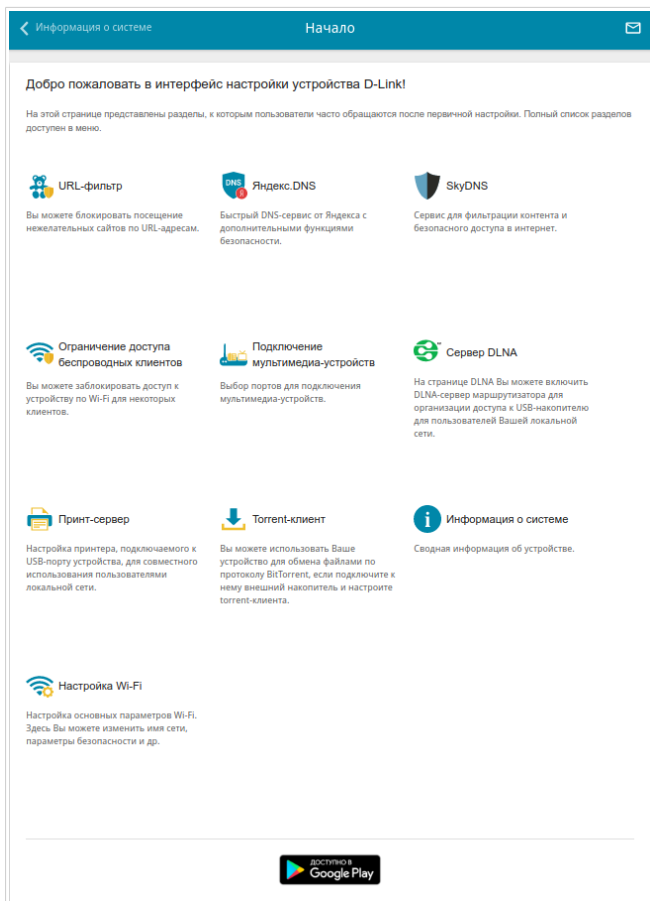 Информация о системе
Начало
Добро пожаловать в интерфейс настройки устройства D-Link!
На этой странице представлены разделы, к которым пользователи часто обращаются после первичной настройки. Полный список разделов
доступен в меню.
URL-фильтр
Вы можете блокировать посещение
нежелательных сайтов по URL-адресам.
DNS
Я
Яндекс.DNS
Быстрый DNS-сервис от Яндекса с
дополнительными функциями
безопасности.
SkyDNS
Сервис для фильтрации контента и
безопасного доступа в интернет.
Ограничение доступа
беспроводных клиентов
Вы можете заблокировать доступ к
устройству по Wi-Fi для некоторых
клиентов.
Подключение
мультимедиа-устройств
Выбор портов для подключения
мультимедиа-устройств.
Сервер DLNA
На странице DLNA Вы можете включить
DLNA-сервер маршрутизатора для
организации доступа к USB-накопителю
для пользователей Вашей локальной
сети.
Принт-сервер
Настройка принтера, подключаемого к
USB-порту устройства, для совместного
использования пользователями
локальной сети.
Torrent-клиент
Вы можете использовать Ваше
устройство для обмена файлами по
протоколу BitTorrent, если подключите к
нему внешний накопитель и настроите
torrent-клиента.
i
Информация о системе
Сводная информация об устройстве.
Настройка Wi-Fi
Настройка основных параметров Wi-Fi.
Здесь Вы можете изменить имя сети,
параметры безопасности и др.
ДОСТУПНО В
Google Play